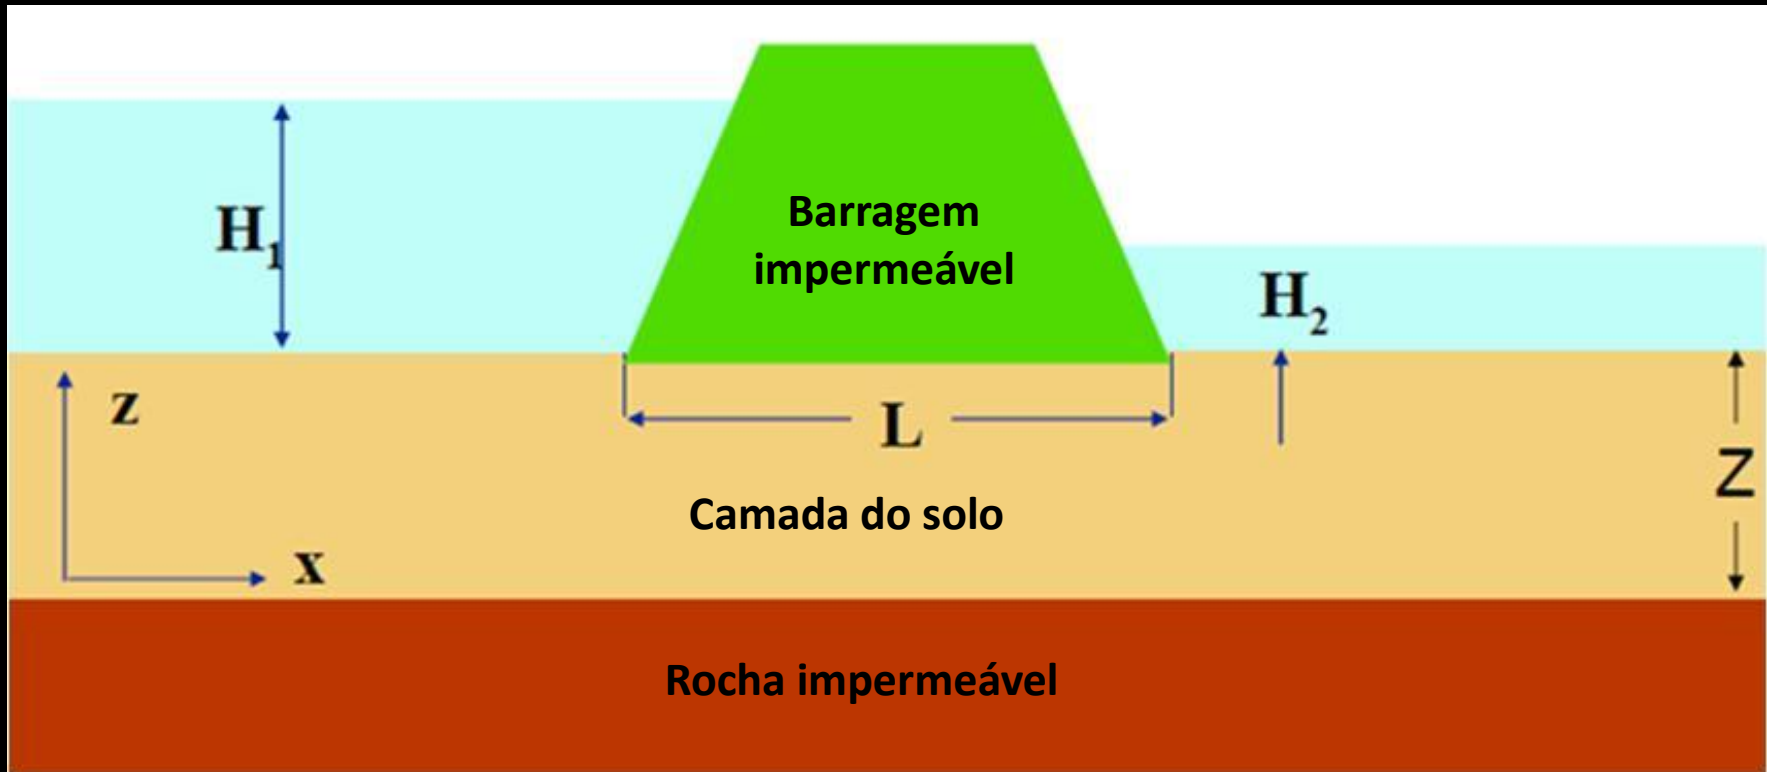 Barragem
impermeável
H₁
H₂
z
L
Z
Camada do solo
x
Rocha impermeável